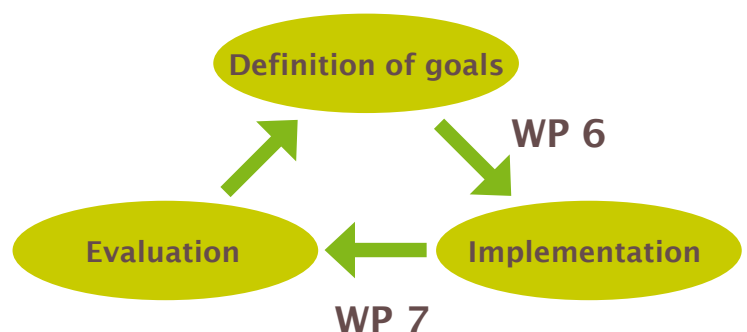 Definition of goals
WP 6
Evaluation
Implementation
WP 7